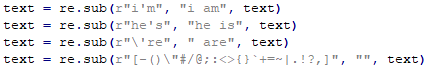 text = re.sub(r"i'm", "i am", text)
text = re.sub(r"he's", "he is", text)
text = re.sub(r"\'re", " are", text)
text = re.sub(r"[-()\"#/@;:<>{}`+=~|.!?,]", "", text)